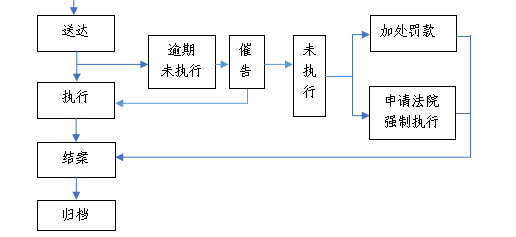 送达
逾期
未执行
催
告
未
执
行
加处罚款
申请法院
强制执行
执行
结案
归档